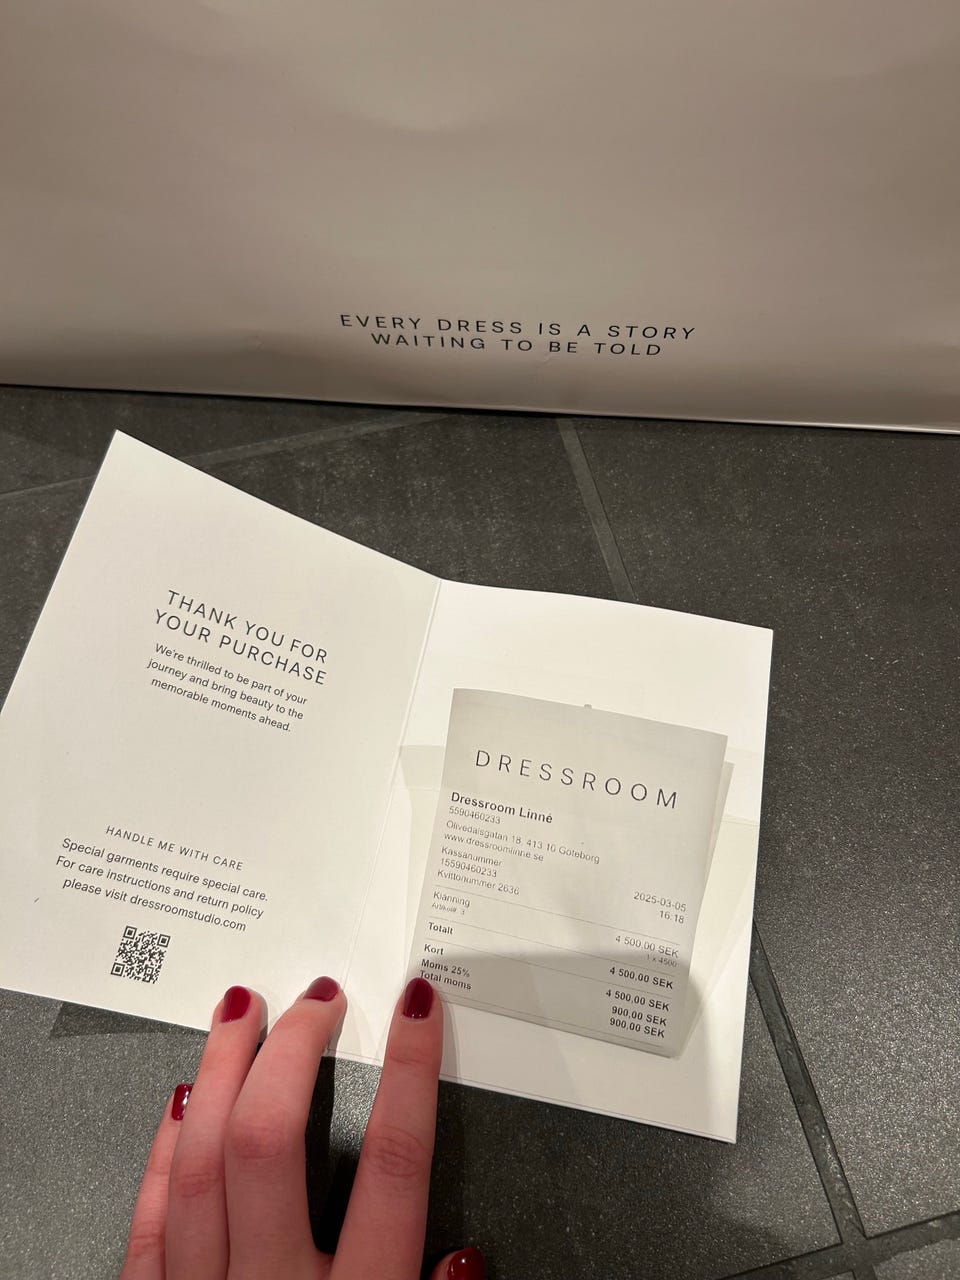 EVERY DRESS IS A STORY
WAITING TO BE TOLD
THANK YOU FOR
YOUR PURCHASE
We're thrilled to be part of your
journey and bring beauty to the
memorable moments ahead.
HANDLE ME WITH CARE
Special garments require special care.
For care instructions and return policy
please visit dressroomstudio.com
DRESSROOM
Dressroom Linné
5590460233
Olivedalsgatan 18, 413 10 Göteborg
www.dressroomlinne.se
Kassanummer
15590460233
Kvittonummer 2636
2025-03-05
16:18
Klänning 4 500,00 SEK
Artikel#: 3 1 x 4500
Totalt 4 500,00 SEK
Kort 4 500,00 SEK
Moms 25% 900,00 SEK
Total moms 900,00 SEK